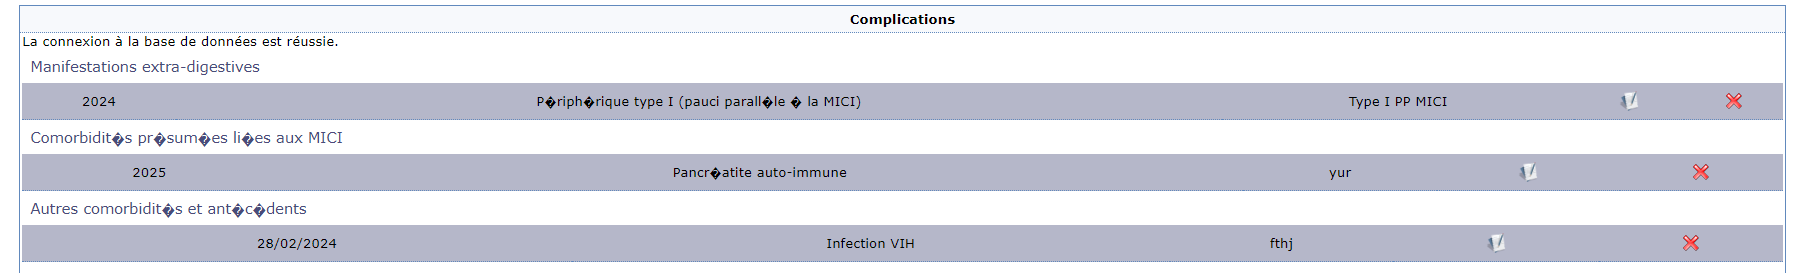 Complications
La connexion à la base de données est réussie.
Manifestations extra-digestives
2024 P�riph�rique type I (pauci parall�le � la MICI) Type I PP MICI
Comorbidit�s pr�sum�es li�es aux MICI
2025 Pancr�atite auto-immune yur
Autres comorbidit�s et ant�c�dents
28/02/2024 Infection VIH fthj